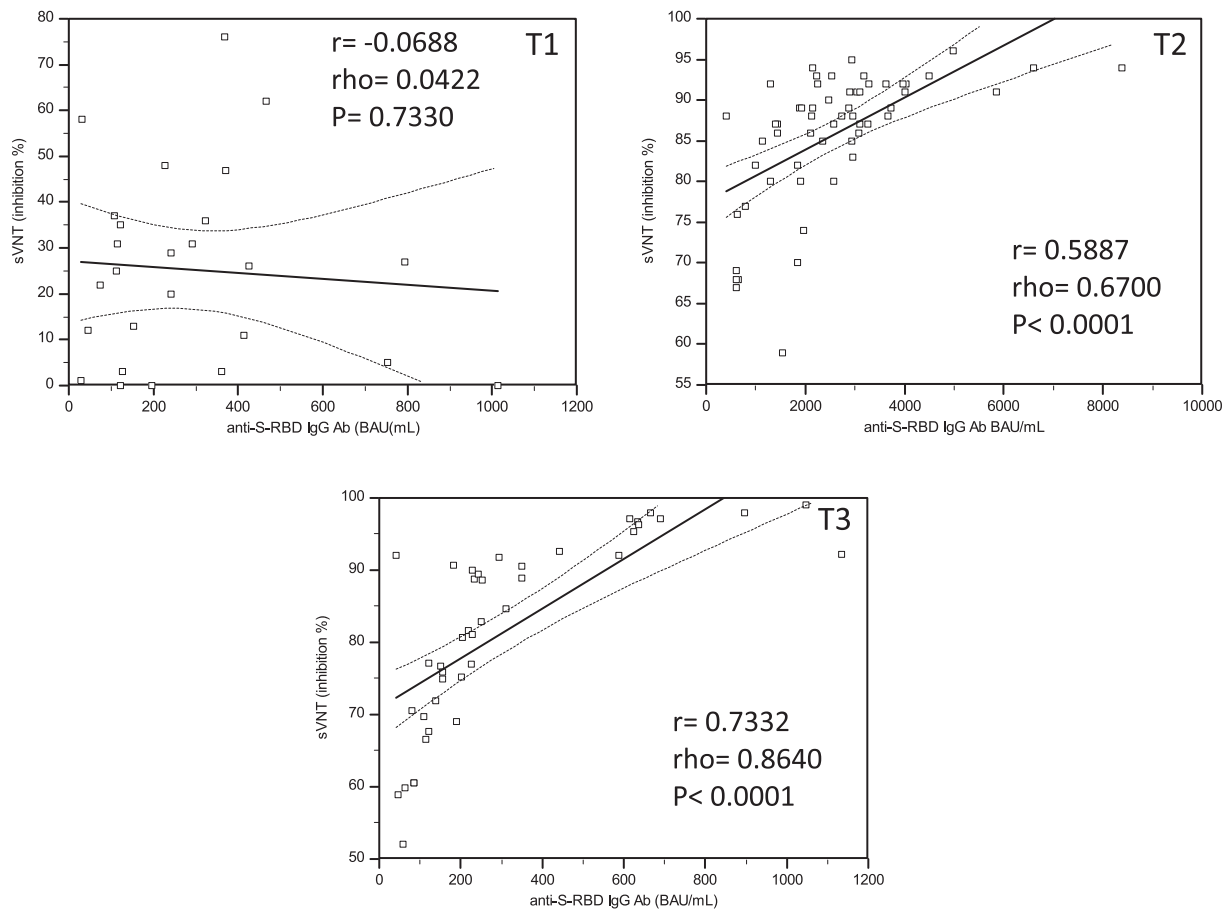 T1
r= -0.0688
rho= 0.0422
P= 0.7330
sVNT (inhibition %)
80
70
60
50
40
30
20
10
0
0 200 400 600 800 1000 1200
anti-S-RBD IgG Ab (BAU(mL)
T2
r= 0.5887
rho= 0.6700
P< 0.0001
sVNT (inhibition %)
100
95
90
85
80
75
70
65
60
55
0 2000 4000 6000 8000 10000
anti-S-RBD IgG Ab BAU/mL
T3
r= 0.7332
rho= 0.8640
P< 0.0001
sVNT (inhibition %)
100
90
80
70
60
50
0 200 400 600 800 1000 1200
anti-S-RBD IgG Ab (BAU/mL)